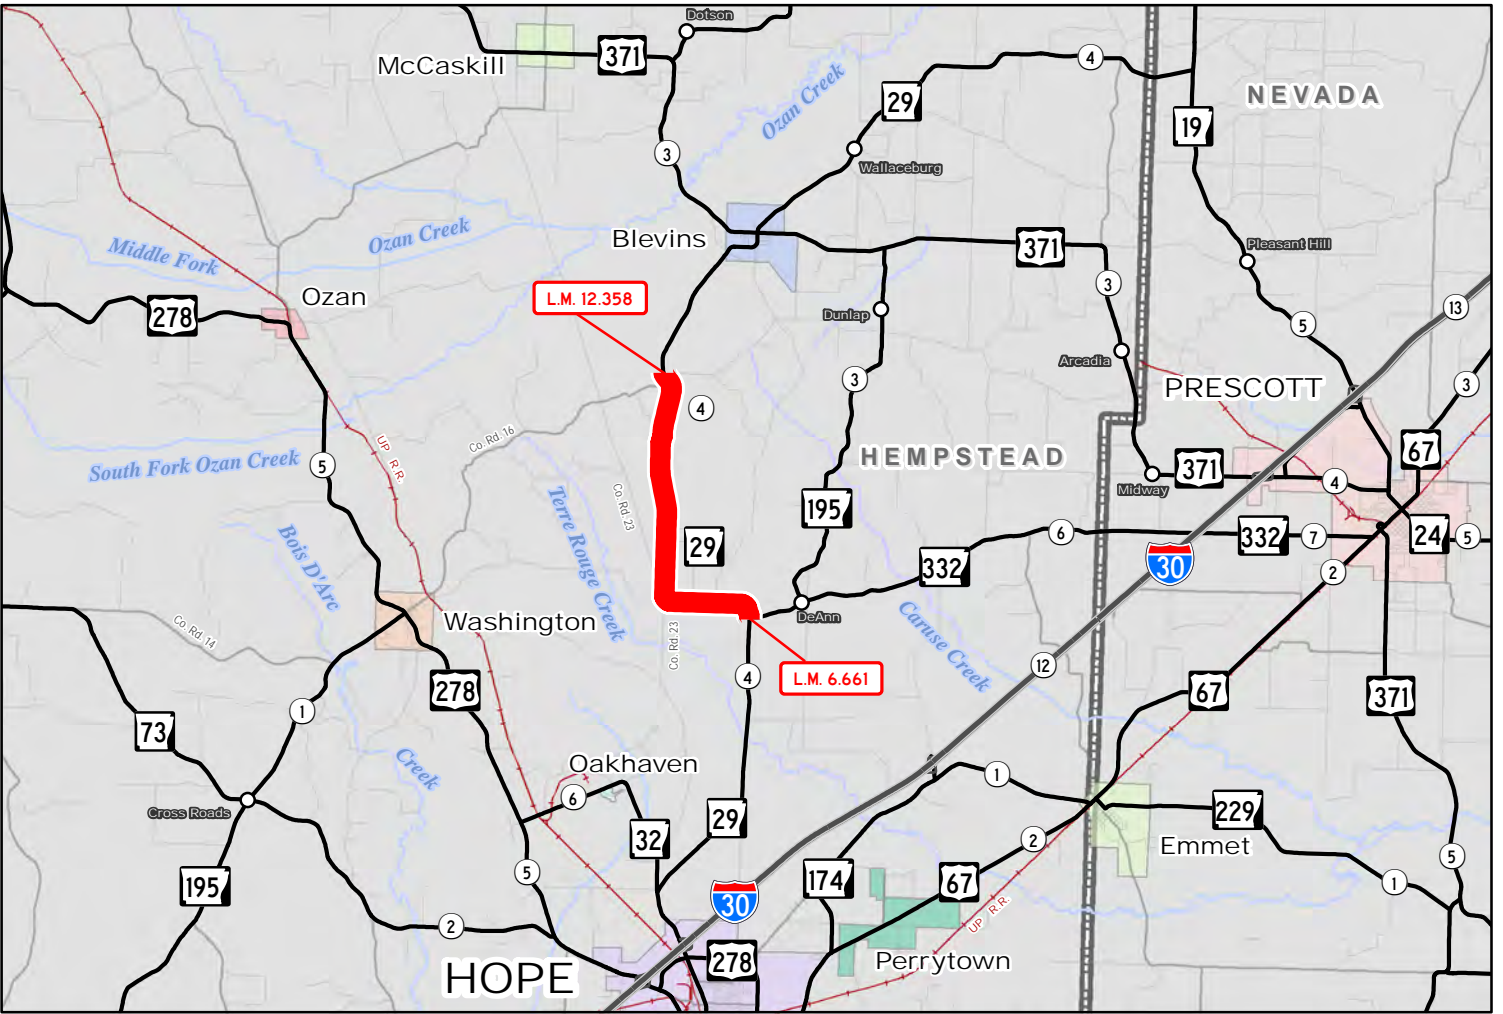 Dotson
McCaskill
371
4
Ozan Creek
29
NEVADA
19
3
Wallaceburg
Blevins
Ozan Creek
Middle Fork
371
Pleasant Hill
3
L.M. 12.358
Ozan
278
Dunlap
13
5
Arcadia
3
PRESCOTT
3
4
Co. Rd. 16
UP R.R.
67
HEMPSTEAD
South Fork Ozan Creek
5
371
4
Midway
Co. Rd. 23
Terre Rouge Creek
195
Bois D'Arc
29
6
332
7
24
5
332
30
2
DeAnn
Washington
Co. Rd. 14
Co. Rd. 23
Caruse Creek
L.M. 6.661
4
12
278
67
371
1
73
Creek
Oakhaven
6
1
Cross Roads
29
32
229
2
Emmet
5
195
5
174
67
1
30
2
UP R.R.
HOPE
278
Perrytown